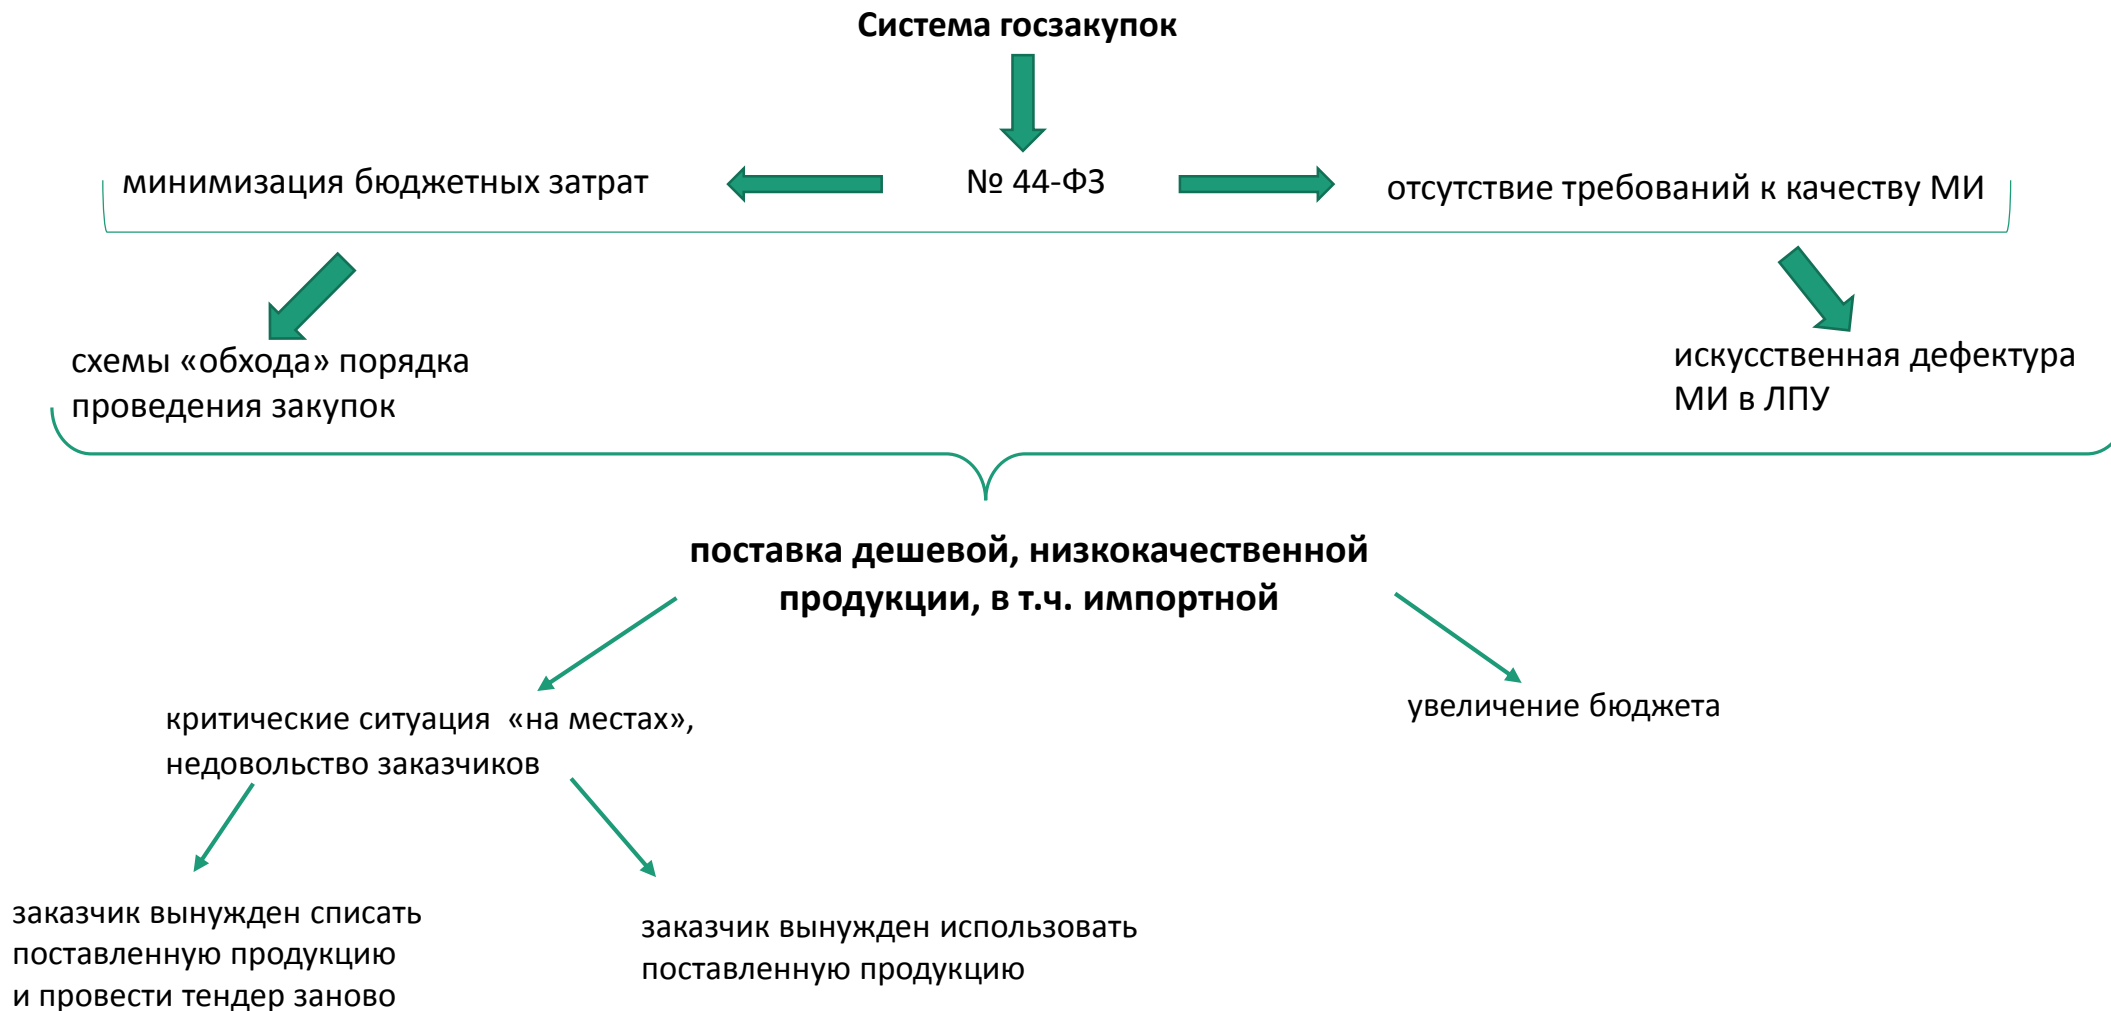 Система госзакупок
минимизация бюджетных затрат
№ 44-ФЗ
отсутствие требований к качеству МИ
схемы «обхода» порядка
проведения закупок
искусственная дефектура
МИ в ЛПУ
поставка дешевой, низкокачественной
продукции, в т.ч. импортной
критические ситуация «на местах»,
недовольство заказчиков
увеличение бюджета
заказчик вынужден списать
поставленную продукцию
и провести тендер заново
заказчик вынужден использовать
поставленную продукцию